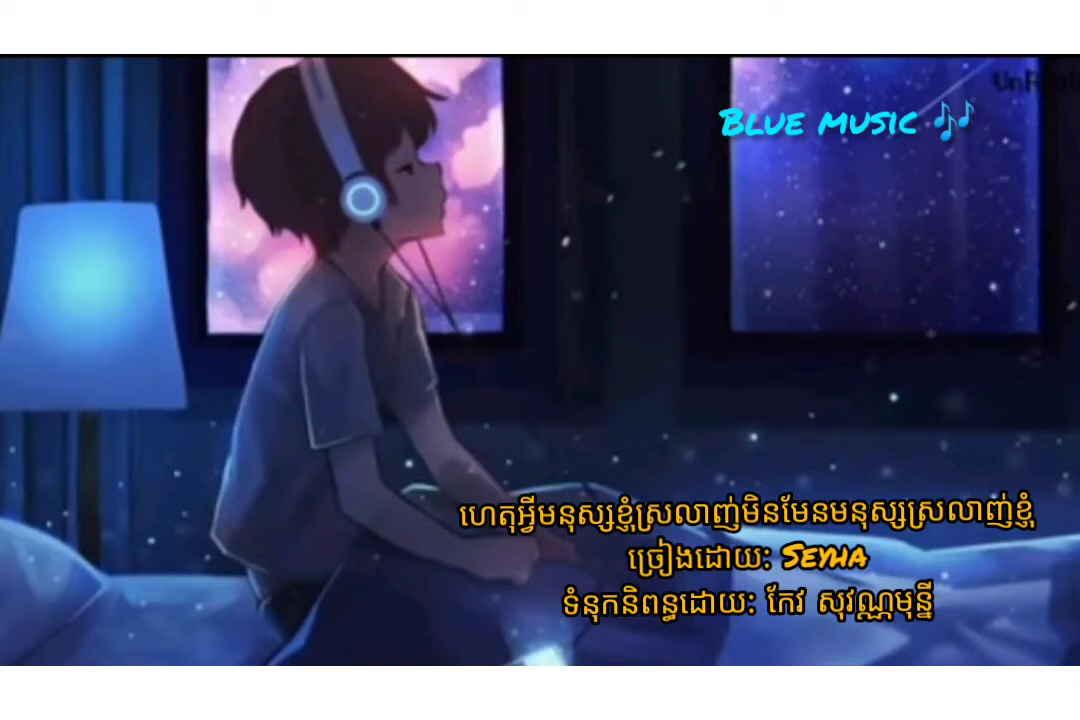 Blue music 🎶
ហេតុអ្វីមនុស្សខ្ញុំស្រលាញ់មិនមែនមនុស្សស្រលាញ់ខ្ញុំ
ច្រៀងដោយ: Seyha
ទំនុកនិពន្ធដោយ: កែវ សុវណ្ណមុន្នី